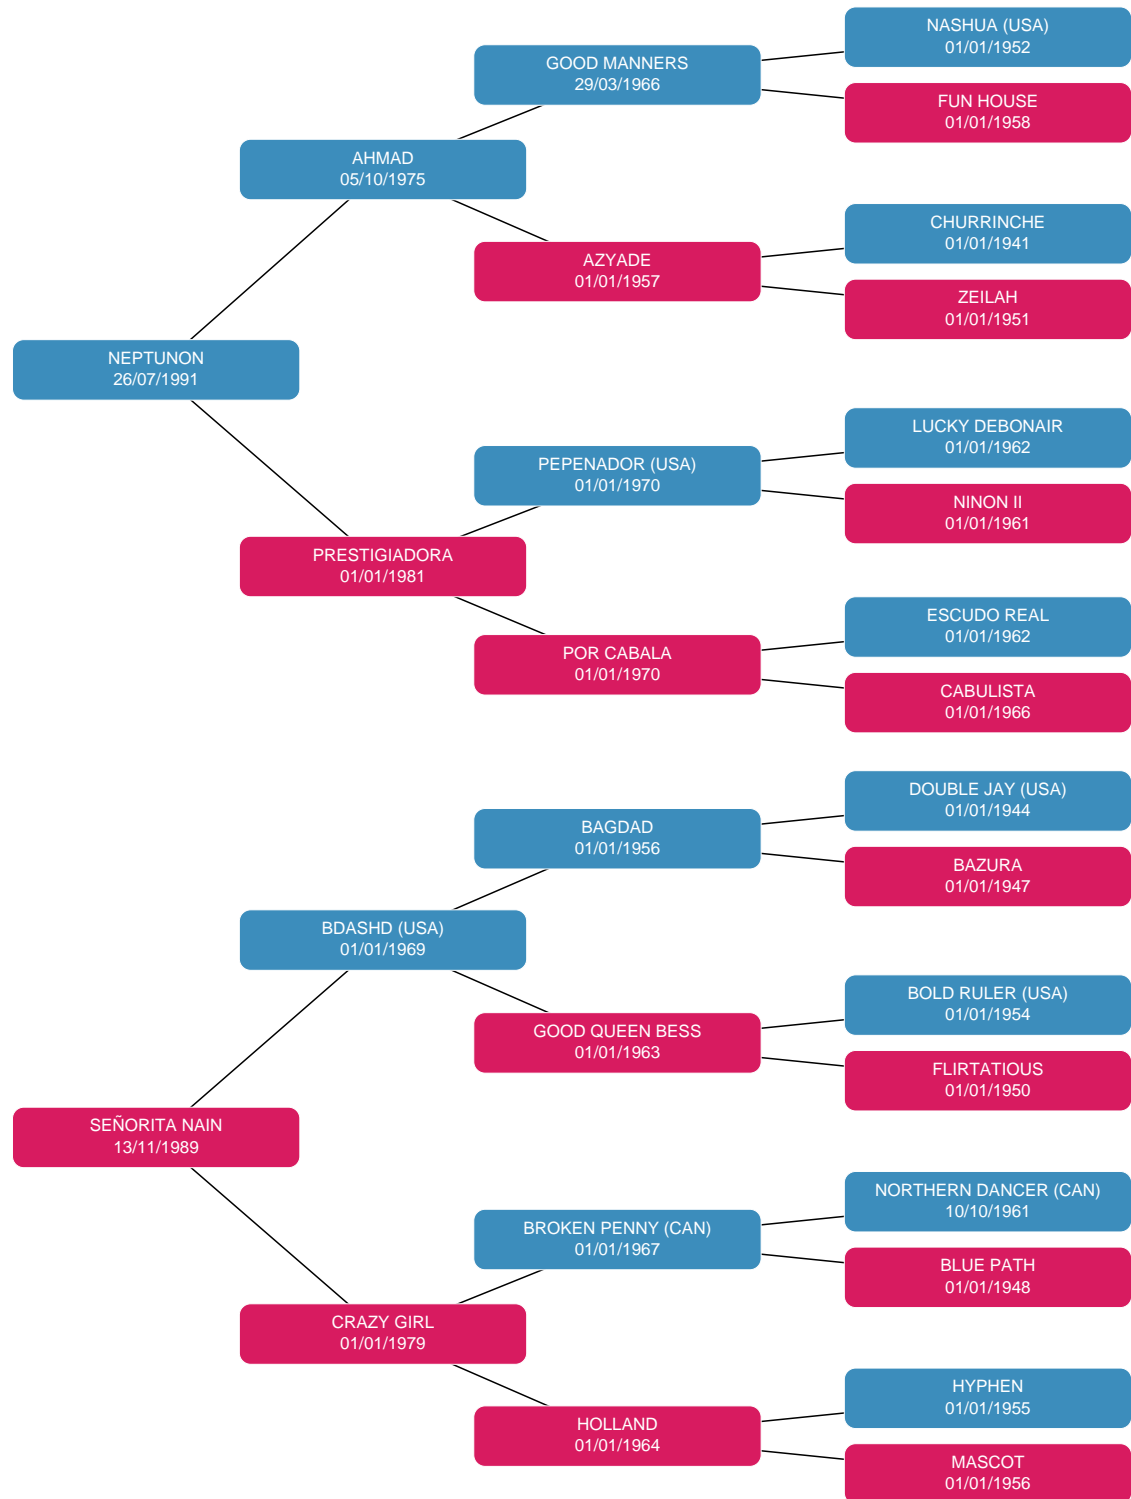 NASHUA (USA)
01/01/1952
GOOD MANNERS
29/03/1966
FUN HOUSE
01/01/1958
AHMAD
05/10/1975
CHURRINCHE
01/01/1941
AZYADE
01/01/1957
ZEILAH
01/01/1951
NEPTUNON
26/07/1991
LUCKY DEBONAIR
01/01/1962
PEPENADOR (USA)
01/01/1970
NINON II
01/01/1961
PRESTIGIADORA
01/01/1981
ESCUDO REAL
01/01/1962
POR CABALA
01/01/1970
CABULISTA
01/01/1966
DOUBLE JAY (USA)
01/01/1944
BAGDAD
01/01/1956
BAZURA
01/01/1947
BDASHD (USA)
01/01/1969
BOLD RULER (USA)
01/01/1954
GOOD QUEEN BESS
01/01/1963
FLIRTATIOUS
01/01/1950
SEÑORITA NAIN
13/11/1989
NORTHERN DANCER (CAN)
10/10/1961
BROKEN PENNY (CAN)
01/01/1967
BLUE PATH
01/01/1948
CRAZY GIRL
01/01/1979
HYPHEN
01/01/1955
HOLLAND
01/01/1964
MASCOT
01/01/1956